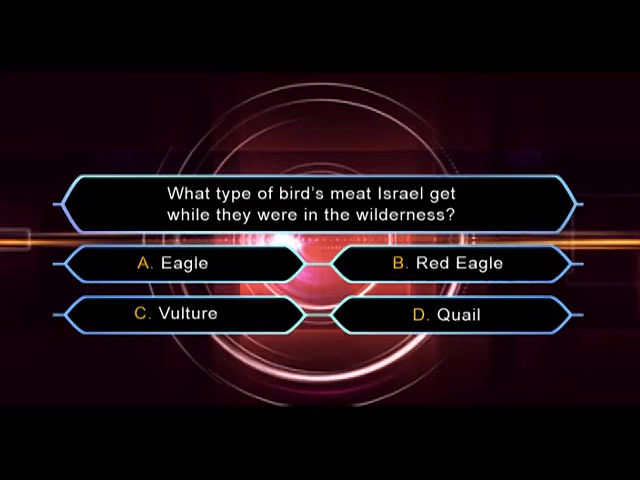 What type of bird's meat Israel get
while they were in the wilderness?
A. Eagle
B. Red Eagle
C. Vulture
D. Quail